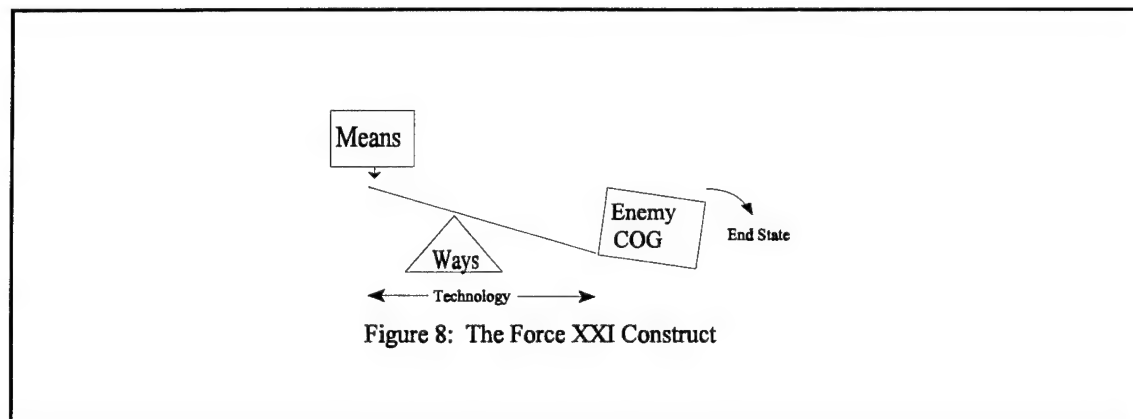 Means
Enemy
COG
End State
Ways
Technology
Figure 8: The Force XXI Construct